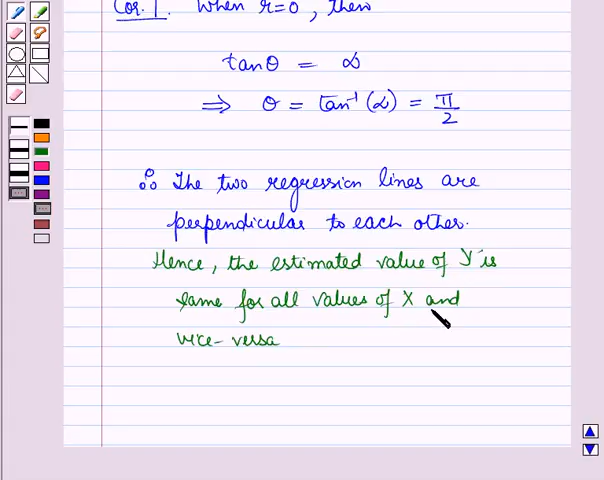 Cor. 1. When r=0, then
tanθ = ∝
⇒ θ = tan⁻¹(∝) = π/2
∴ The two regression lines are
perpendicular to each other.
Hence, the estimated value of Y is
same for all values of X and
vice-versa